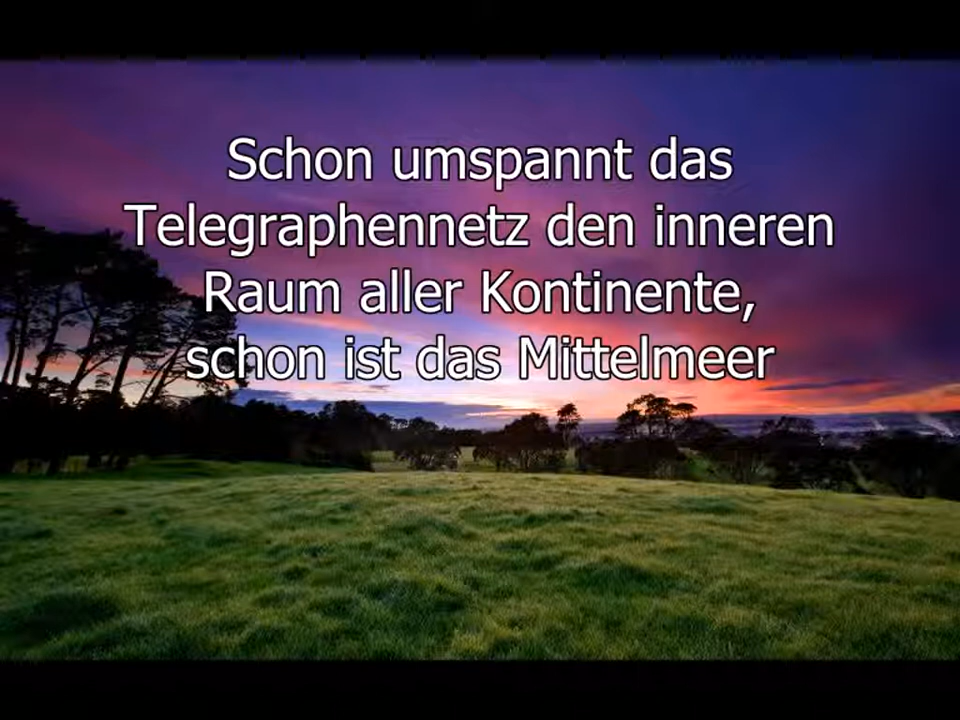 Schon umspannt das
Telegraphennetz den inneren
Raum aller Kontinente,
schon ist das Mittelmeer